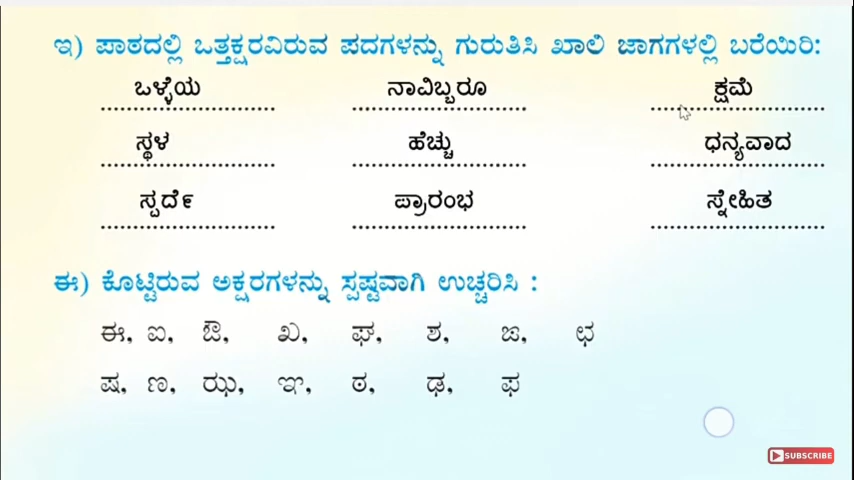 ಇ) ಪಾಠದಲ್ಲಿ ಒತ್ತಕ್ಷರವಿರುವ ಪದಗಳನ್ನು ಗುರುತಿಸಿ ಖಾಲಿ ಜಾಗಗಳಲ್ಲಿ ಬರೆಯಿರಿ:
ಒಳ್ಳೆಯ ನಾವಿಬ್ಬರೂ ಕ್ಷಮೆ
ಸ್ಥಳ ಹೆಚ್ಚು ಧನ್ಯವಾದ
ಸ್ಪದೆರ್ ಪ್ರಾರಂಭ ಸ್ನೇಹಿತ
ಈ) ಕೊಟ್ಟಿರುವ ಅಕ್ಷರಗಳನ್ನು ಸ್ಪಷ್ಟವಾಗಿ ಉಚ್ಚರಿಸಿ :
ಈ, ಐ, ಔ, ಖ, ಘ, ಶ, ಙ, ಛ
ಷ, ಣ, ಝ, ಞ, ಠ, ಢ, ಫ
SUBSCRIBE